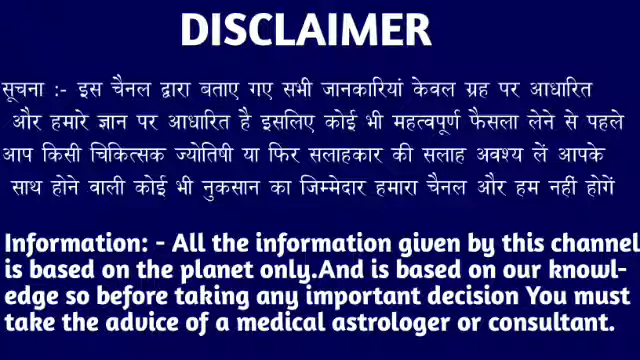 DISCLAIMER
सूचना :- इस चैनल द्वारा बताए गए सभी जानकारियां केवल ग्रह पर आधारित
और हमारे ज्ञान पर आधारित है इसलिए कोई भी महत्वपूर्ण फैसला लेने से पहले
आप किसी चिकित्सक ज्योतिषी या फिर सलाहकार की सलाह अवश्य लें आपके
साथ होने वाली कोई भी नुकसान का जिम्मेदार हमारा चैनल और हम नहीं होगें
Information: - All the information given by this channel
is based on the planet only.And is based on our knowl-
edge so before taking any important decision You must
take the advice of a medical astrologer or consultant.